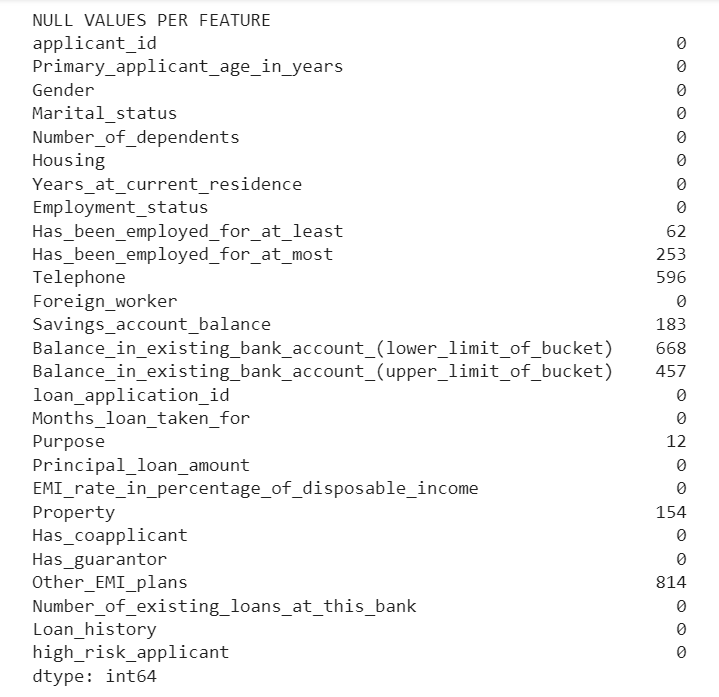 NULL VALUES PER FEATURE
applicant_id 0
Primary_applicant_age_in_years 0
Gender 0
Marital_status 0
Number_of_dependents 0
Housing 0
Years_at_current_residence 0
Employment_status 0
Has_been_employed_for_at_least 62
Has_been_employed_for_at_most 253
Telephone 596
Foreign_worker 0
Savings_account_balance 183
Balance_in_existing_bank_account_(lower_limit_of_bucket) 668
Balance_in_existing_bank_account_(upper_limit_of_bucket) 457
loan_application_id 0
Months_loan_taken_for 0
Purpose 12
Principal_loan_amount 0
EMI_rate_in_percentage_of_disposable_income 0
Property 154
Has_coapplicant 0
Has_guarantor 0
Other_EMI_plans 814
Number_of_existing_loans_at_this_bank 0
Loan_history 0
high_risk_applicant 0
dtype: int64